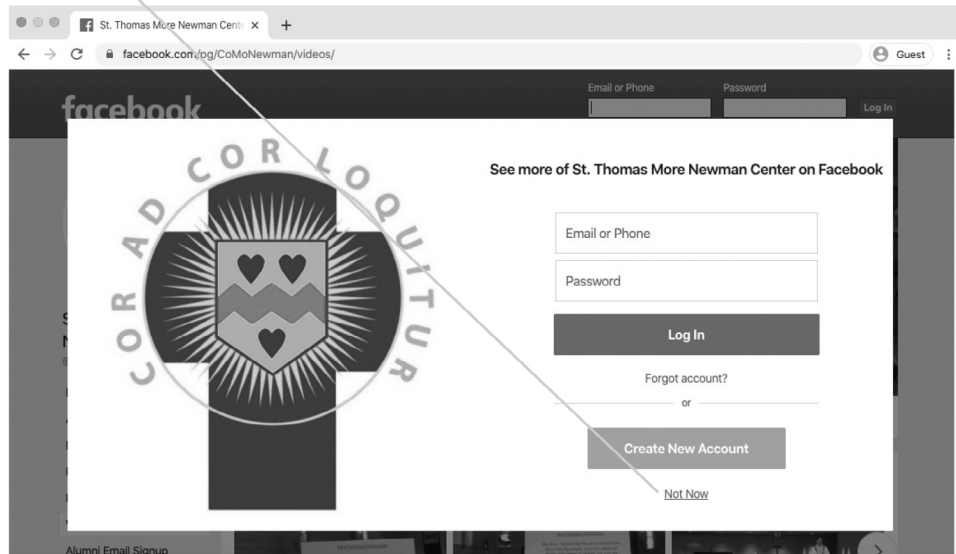 St. Thomas More Newman Cente
facebook.com/pg/CoMoNewman/videos/
Guest
facebook
Email or Phone
Password
Log In
COR AD COR LOQUITUR
See more of St. Thomas More Newman Center on Facebook
Email or Phone
Password
Log In
Forgot account?
or
Create New Account
Not Now
Alumni Email Signup